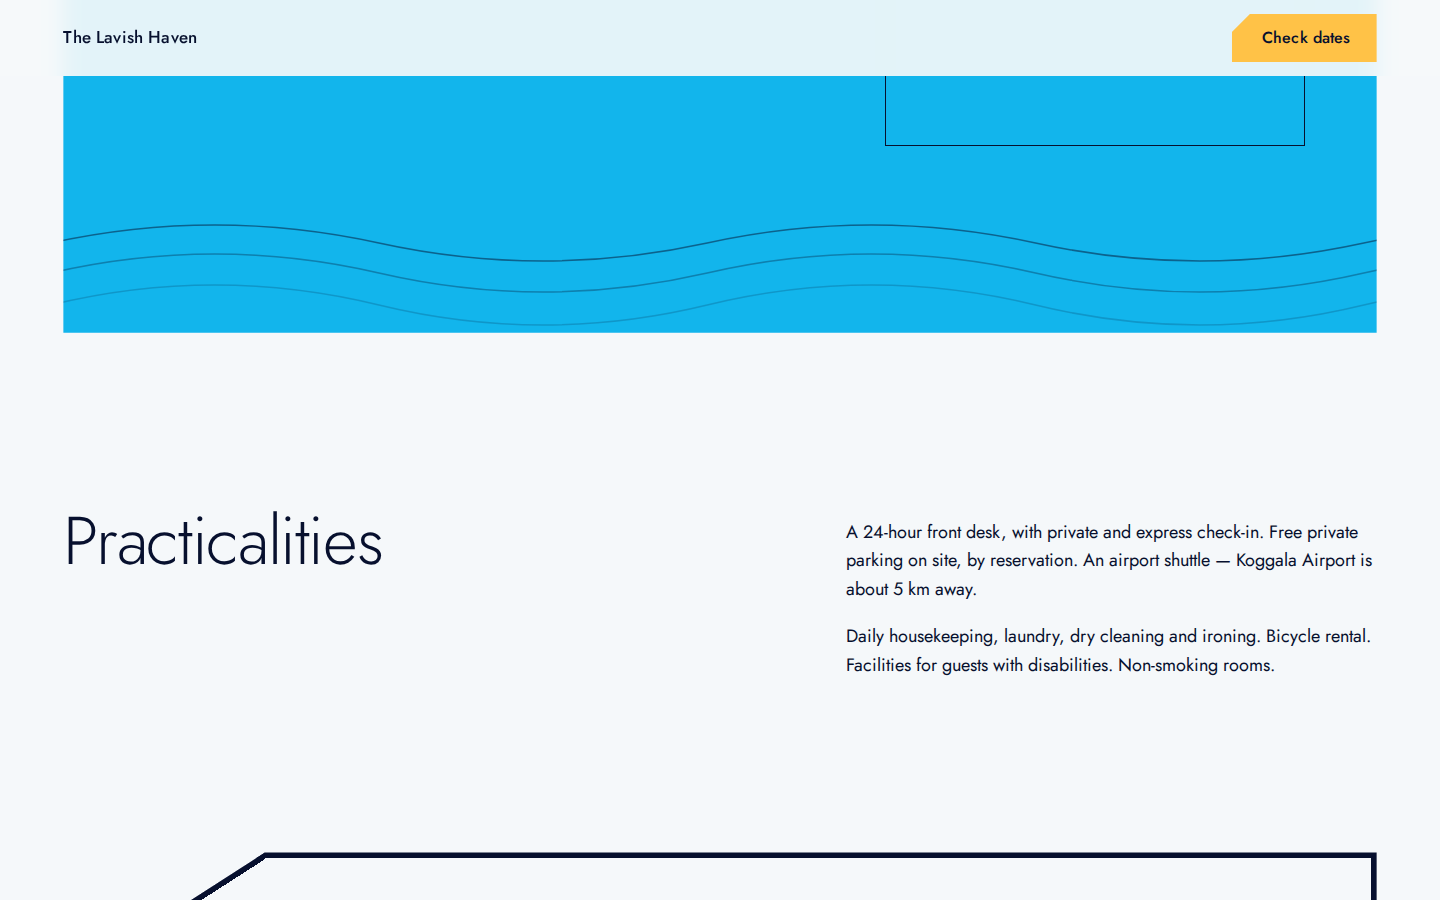 The Lavish Haven
Check dates
Practicalities
A 24-hour front desk, with private and express check-in. Free private
parking on site, by reservation. An airport shuttle — Koggala Airport is
about 5 km away.
Daily housekeeping, laundry, dry cleaning and ironing. Bicycle rental.
Facilities for guests with disabilities. Non-smoking rooms.